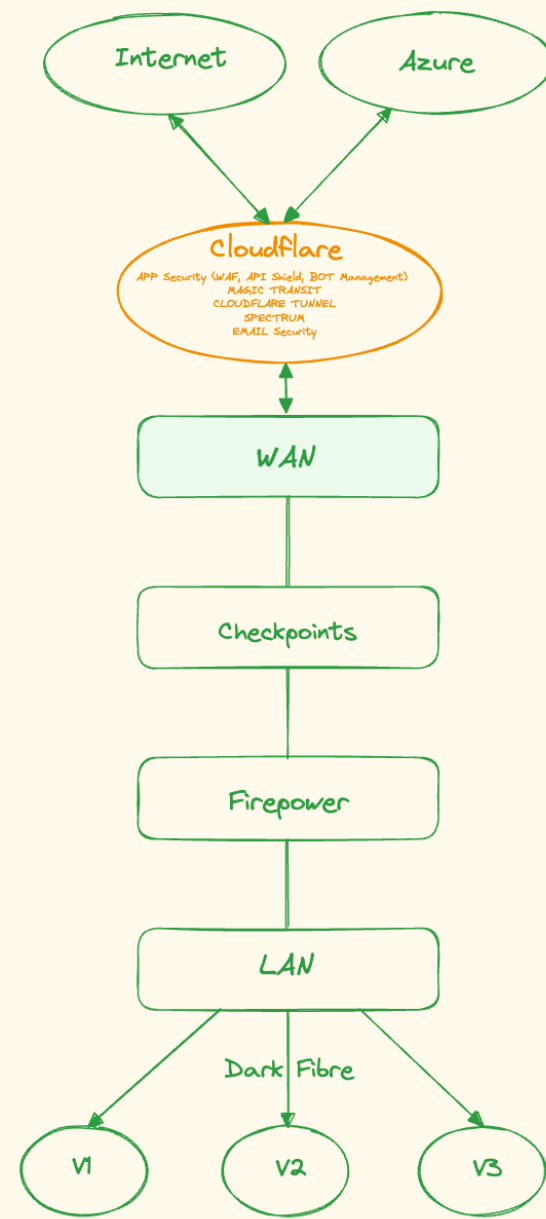 Internet
Azure
Cloudflare
APP Security (WAF, API Shield, BOT Management)
MAGIC TRANSIT
CLOUDFLARE TUNNEL
SPECTRUM
EMAIL Security
WAN
Checkpoints
Firepower
LAN
Dark Fibre
V1
V2
V3